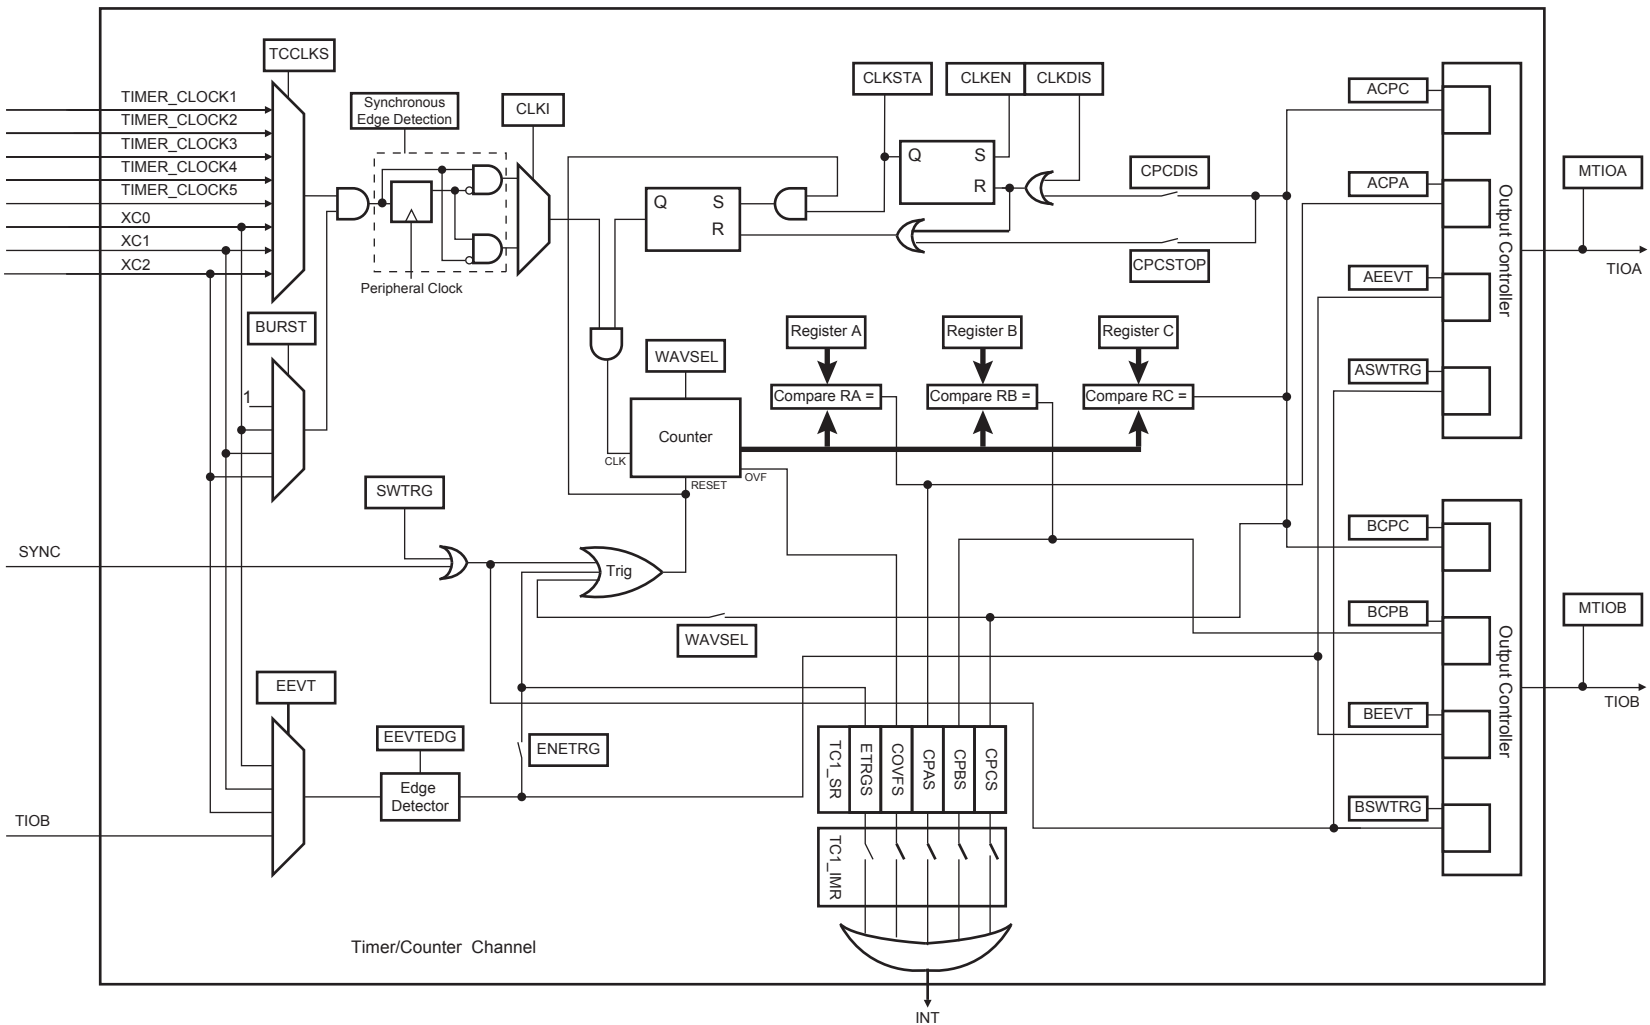 TCCLKS
TIMER_CLOCK1
TIMER_CLOCK2
TIMER_CLOCK3
TIMER_CLOCK4
TIMER_CLOCK5
XC0
XC1
XC2
Synchronous
Edge Detection
CLKI
Peripheral Clock
BURST
1
CLKSTA
CLKEN
CLKDIS
Q
S
R
Q
S
R
CPCDIS
CPCSTOP
ACPC
ACPA
AEEVT
ASWTRG
Output Controller
MTIOA
TIOA
Register A
Register B
Register C
WAVSEL
Compare RA =
Compare RB =
Compare RC =
Counter
CLK
RESET
OVF
SWTRG
SYNC
Trig
WAVSEL
BCPC
BCPB
BEEVT
BSWTRG
Output Controller
MTIOB
TIOB
EEVT
EEVTEDG
Edge
Detector
ENETRG
TIOB
TC1_SR
ETRGS
COVFS
CPAS
CPBS
CPCS
TC1_IMR
Timer/Counter Channel
INT